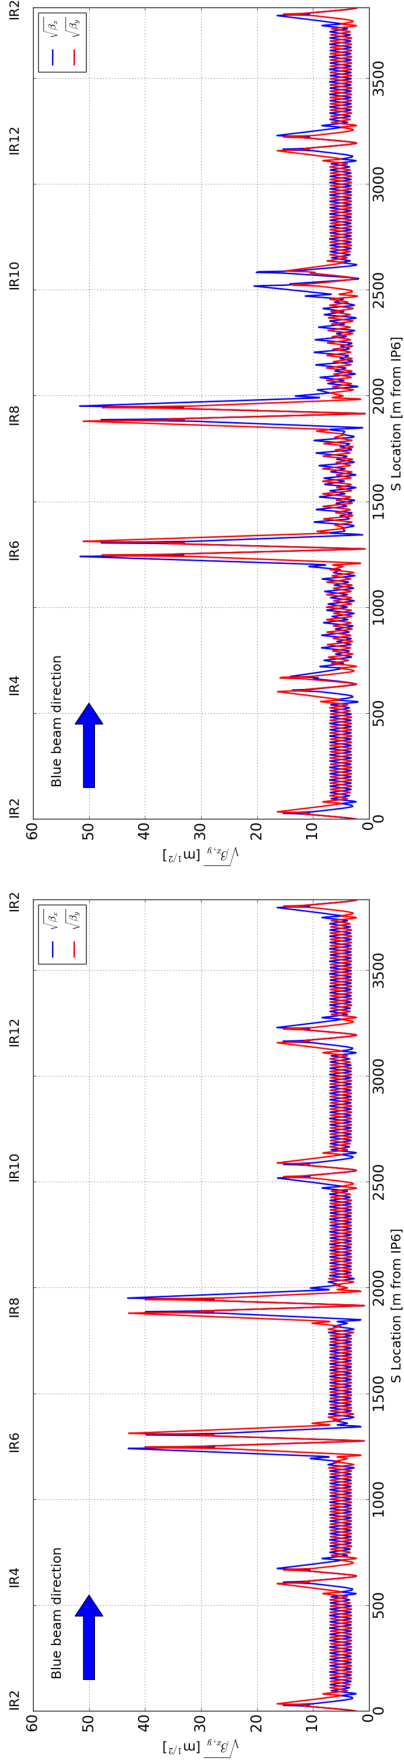 IR2 IR4 IR6 IR8 IR10 IR12 IR2
60
50
40
30
20
10
0
√β_{x,y} [m^{1/2}]
Blue beam direction
√β_x
√β_y
0 500 1000 1500 2000 2500 3000 3500
S Location [m from IP6]
IR2 IR4 IR6 IR8 IR10 IR12 IR2
60
50
40
30
20
10
0
√β_{x,y} [m^{1/2}]
Blue beam direction
√β_x
√β_y
0 500 1000 1500 2000 2500 3000 3500
S Location [m from IP6]